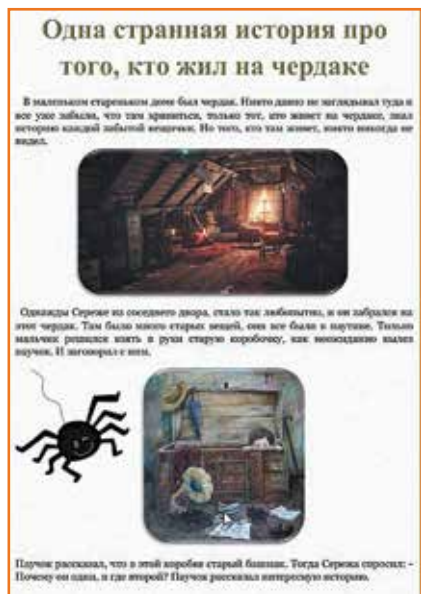 Одна странная история про
того, кто жил на чердаке
В маленьком стареньком доме был чердак. Никто давно не заглядывал туда и
все уже забыли, что там хранится, только тот, кто живет на чердаке, знал
историю каждой забытой вещички. Но того, кто там живет, никто никогда не
видел.
Однажды Сереже из соседнего двора, стало так любопытно, и он забрался на
этот чердак. Там было много старых вещей, они все были в паутине. Только
мальчик решился взять в руки старую коробочку, как неожиданно вылез
паучок. И заговорил с ним.
Паучок рассказал, что в этой коробке старый башмак. Тогда Сережа спросил: -
Почему он один, и где второй? Паучок рассказал интересную историю.